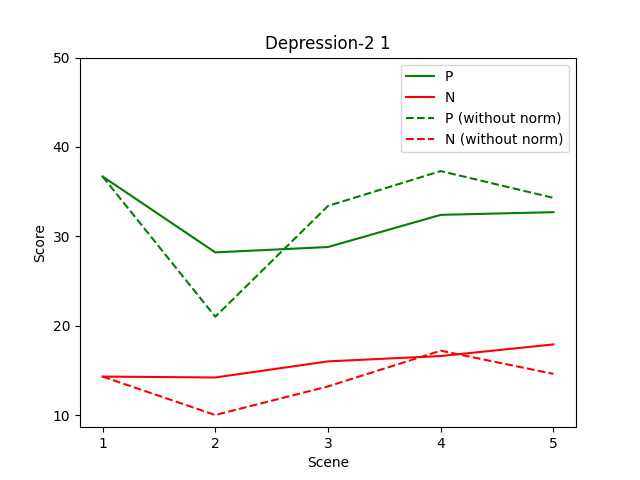 Depression-2 1
50
40
30
20
10
Score
1 2 3 4 5
Scene
P
N
P (without norm)
N (without norm)